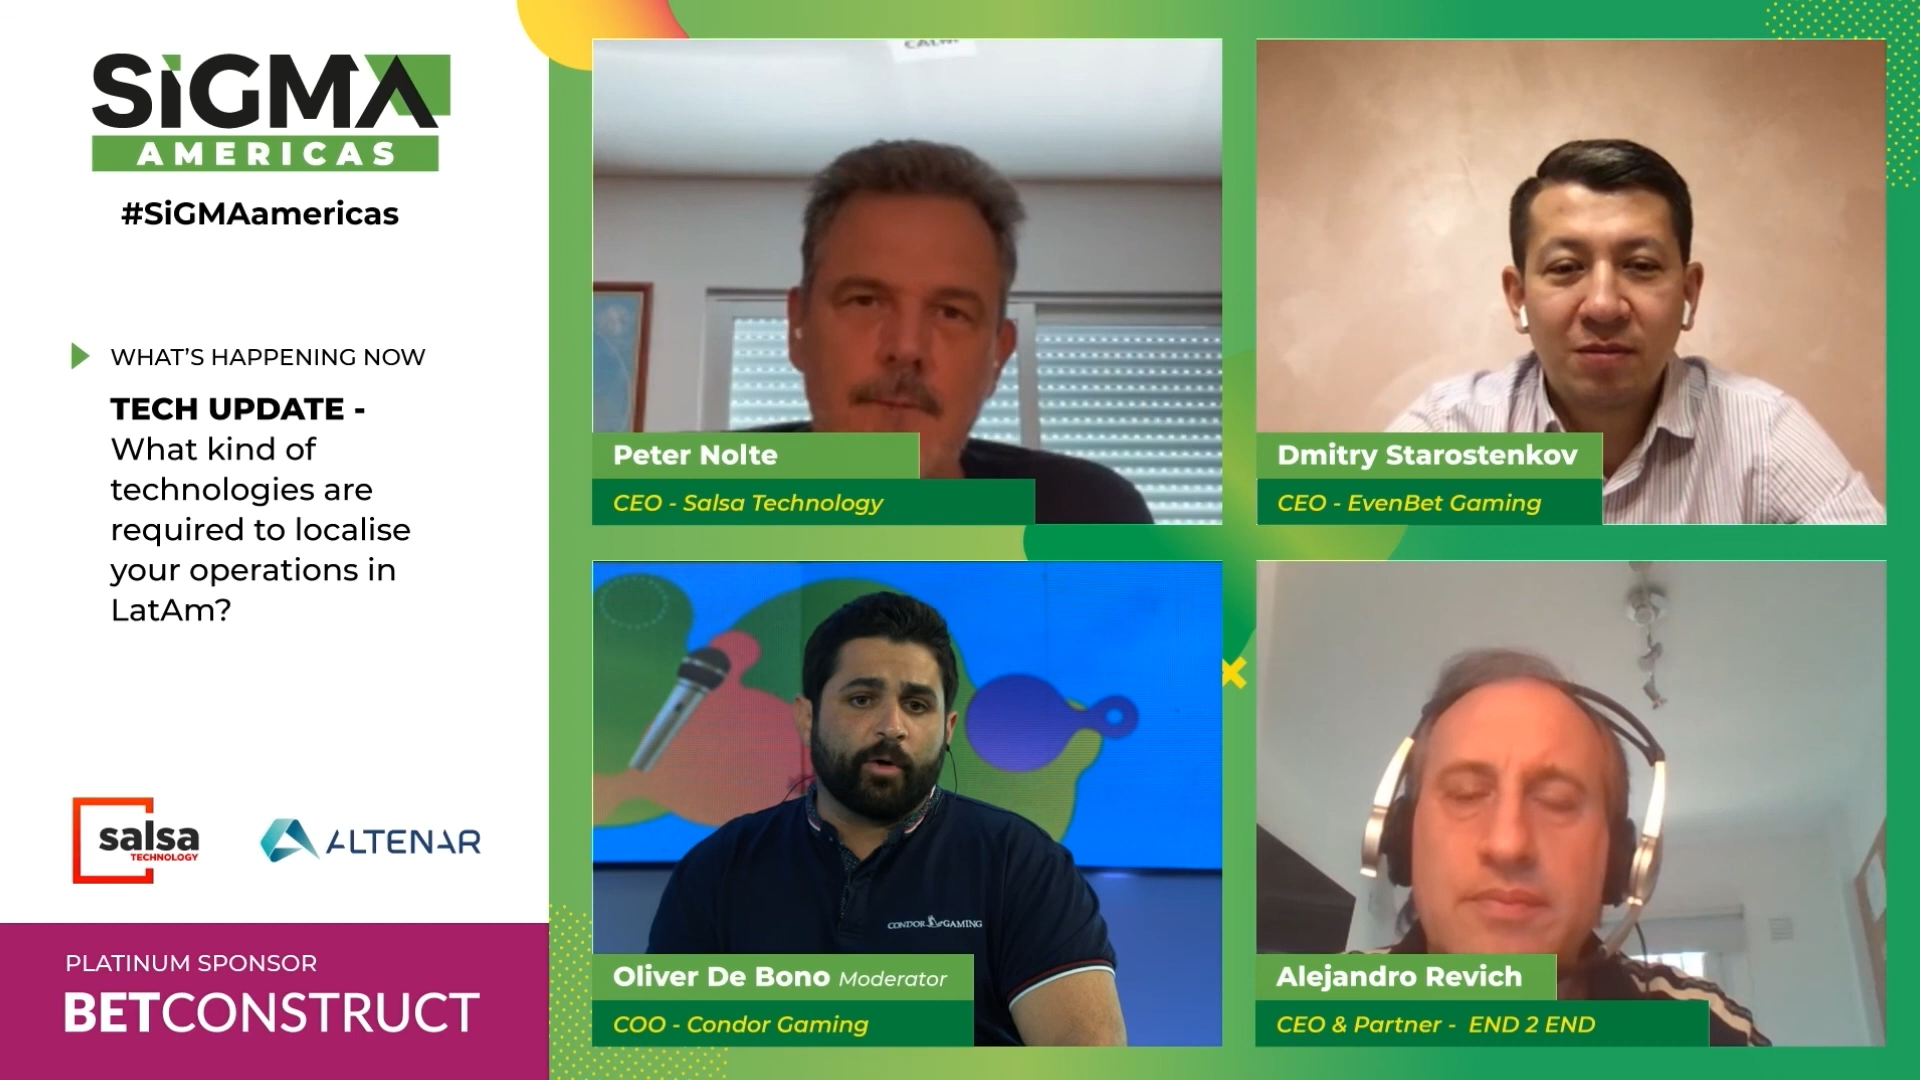 SiGMA
AMERICAS
#SiGMAamericas
WHAT'S HAPPENING NOW
TECH UPDATE -
What kind of
technologies are
required to localise
your operations in
LatAm?
salsa
TECHNOLOGY
ALTENAR
PLATINUM SPONSOR
BETCONSTRUCT
Peter Nolte
CEO - Salsa Technology
Dmitry Starostenkov
CEO - EvenBet Gaming
CONDOR GAMING
Oliver De Bono Moderator
COO - Condor Gaming
Alejandro Revich
CEO & Partner - END 2 END